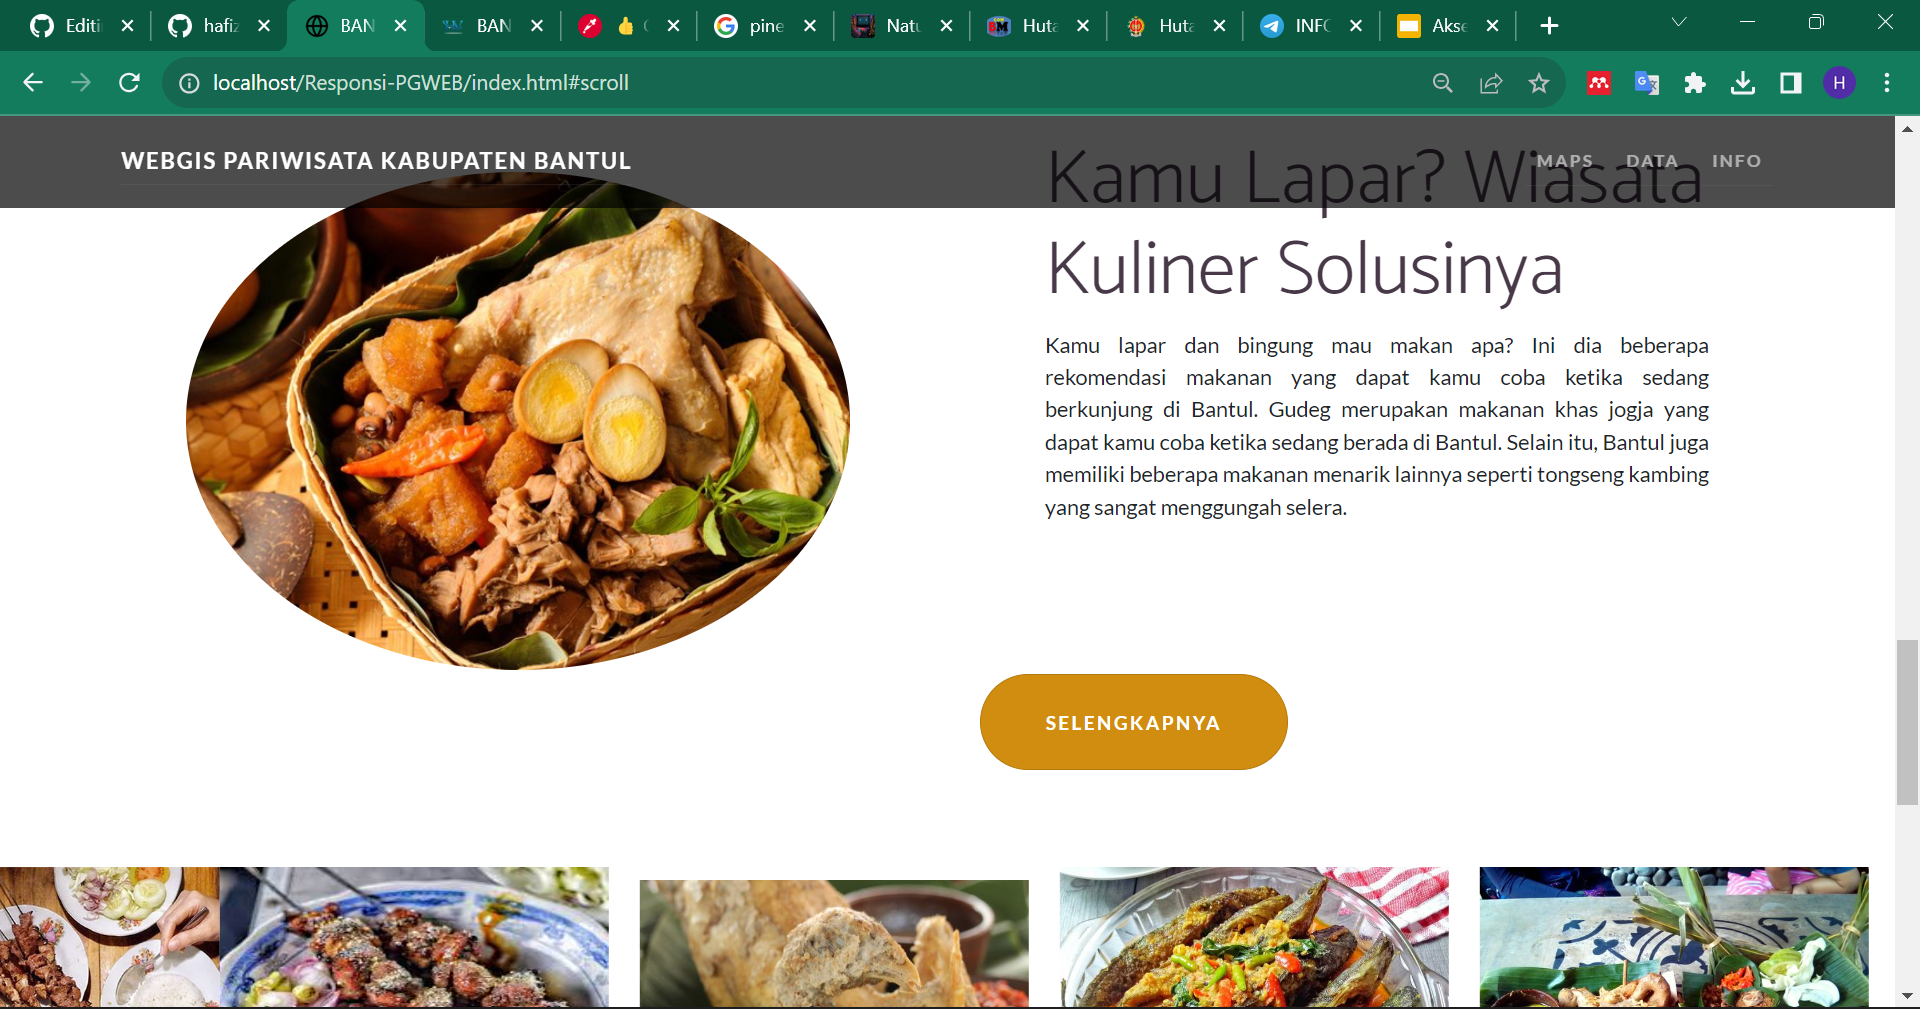 Editi
hafiz
BAN
BAN
👍
pine
Natu
Huta
Huta
INFO
Akse
localhost/Responsi-PGWEB/index.html#scroll
H
WEBGIS PARIWISATA KABUPATEN BANTUL
MAPS DATA INFO
Kamu Lapar? Wiasata
Kuliner Solusinya
Kamu lapar dan bingung mau makan apa? Ini dia beberapa
rekomendasi makanan yang dapat kamu coba ketika sedang
berkunjung di Bantul. Gudeg merupakan makanan khas jogja yang
dapat kamu coba ketika sedang berada di Bantul. Selain itu, Bantul juga
memiliki beberapa makanan menarik lainnya seperti tongseng kambing
yang sangat menggungah selera.
SELENGKAPNYA